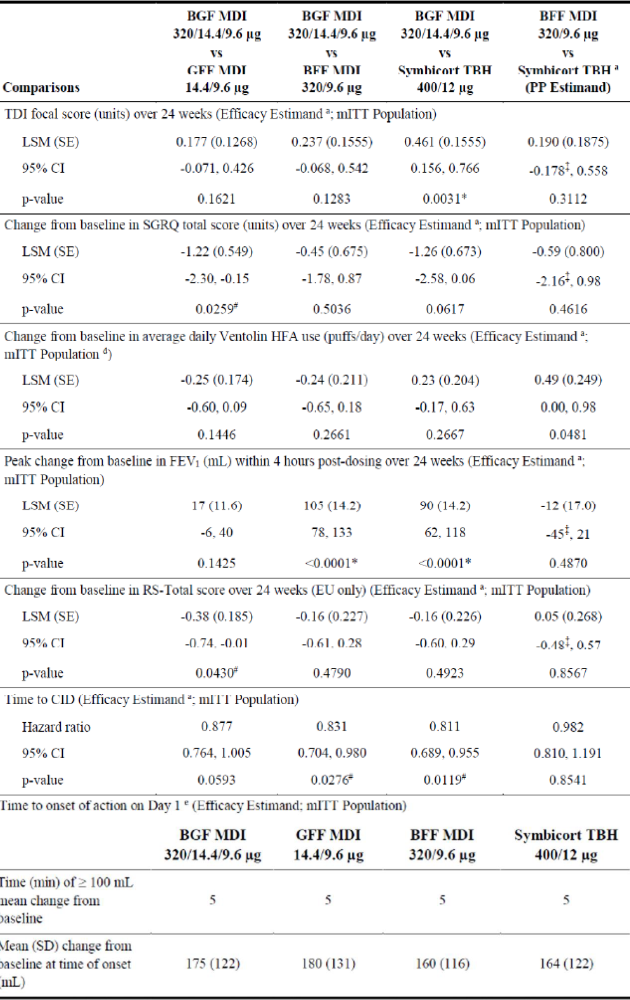 BGF MDI BGF MDI BGF MDI BFF MDI
320/14.4/9.6 µg 320/14.4/9.6 µg 320/14.4/9.6 µg 320/9.6 µg
vs vs vs vs
GFF MDI BFF MDI Symbicort TBH Symbicort TBH ª
Comparisons 14.4/9.6 µg 320/9.6 µg 400/12 µg (PP Estimand)
TDI focal score (units) over 24 weeks (Efficacy Estimand ª; mITT Population)
LSM (SE) 0.177 (0.1268) 0.237 (0.1555) 0.461 (0.1555) 0.190 (0.1875)
95% CI -0.071, 0.426 -0.068, 0.542 0.156, 0.766 -0.178‡, 0.558
p-value 0.1621 0.1283 0.0031* 0.3112
Change from baseline in SGRQ total score (units) over 24 weeks (Efficacy Estimand ª; mITT Population)
LSM (SE) -1.22 (0.549) -0.45 (0.675) -1.26 (0.673) -0.59 (0.800)
95% CI -2.30, -0.15 -1.78, 0.87 -2.58, 0.06 -2.16‡, 0.98
p-value 0.0259# 0.5036 0.0617 0.4616
Change from baseline in average daily Ventolin HFA use (puffs/day) over 24 weeks (Efficacy Estimand ª;
mITT Population ᵈ)
LSM (SE) -0.25 (0.174) -0.24 (0.211) 0.23 (0.204) 0.49 (0.249)
95% CI -0.60, 0.09 -0.65, 0.18 -0.17, 0.63 0.00, 0.98
p-value 0.1446 0.2661 0.2667 0.0481
Peak change from baseline in FEV₁ (mL) within 4 hours post-dosing over 24 weeks (Efficacy Estimand ª;
mITT Population)
LSM (SE) 17 (11.6) 105 (14.2) 90 (14.2) -12 (17.0)
95% CI -6, 40 78, 133 62, 118 -45‡, 21
p-value 0.1425 <0.0001* <0.0001* 0.4870
Change from baseline in RS-Total score over 24 weeks (EU only) (Efficacy Estimand ª; mITT Population)
LSM (SE) -0.38 (0.185) -0.16 (0.227) -0.16 (0.226) 0.05 (0.268)
95% CI -0.74, -0.01 -0.61, 0.28 -0.60, 0.29 -0.48‡, 0.57
p-value 0.0430# 0.4790 0.4923 0.8567
Time to CID (Efficacy Estimand ª; mITT Population)
Hazard ratio 0.877 0.831 0.811 0.982
95% CI 0.764, 1.005 0.704, 0.980 0.689, 0.955 0.810, 1.191
p-value 0.0593 0.0276# 0.0119# 0.8541
Time to onset of action on Day 1 ᵉ (Efficacy Estimand; mITT Population)
BGF MDI GFF MDI BFF MDI Symbicort TBH
320/14.4/9.6 µg 14.4/9.6 µg 320/9.6 µg 400/12 µg
Time (min) of ≥ 100 mL
mean change from 5 5 5 5
baseline
Mean (SD) change from
baseline at time of onset 175 (122) 180 (131) 160 (116) 164 (122)
(mL)